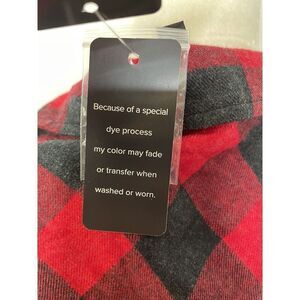 Because of a special
dye process
my color may fade
or transfer when
washed or worn.